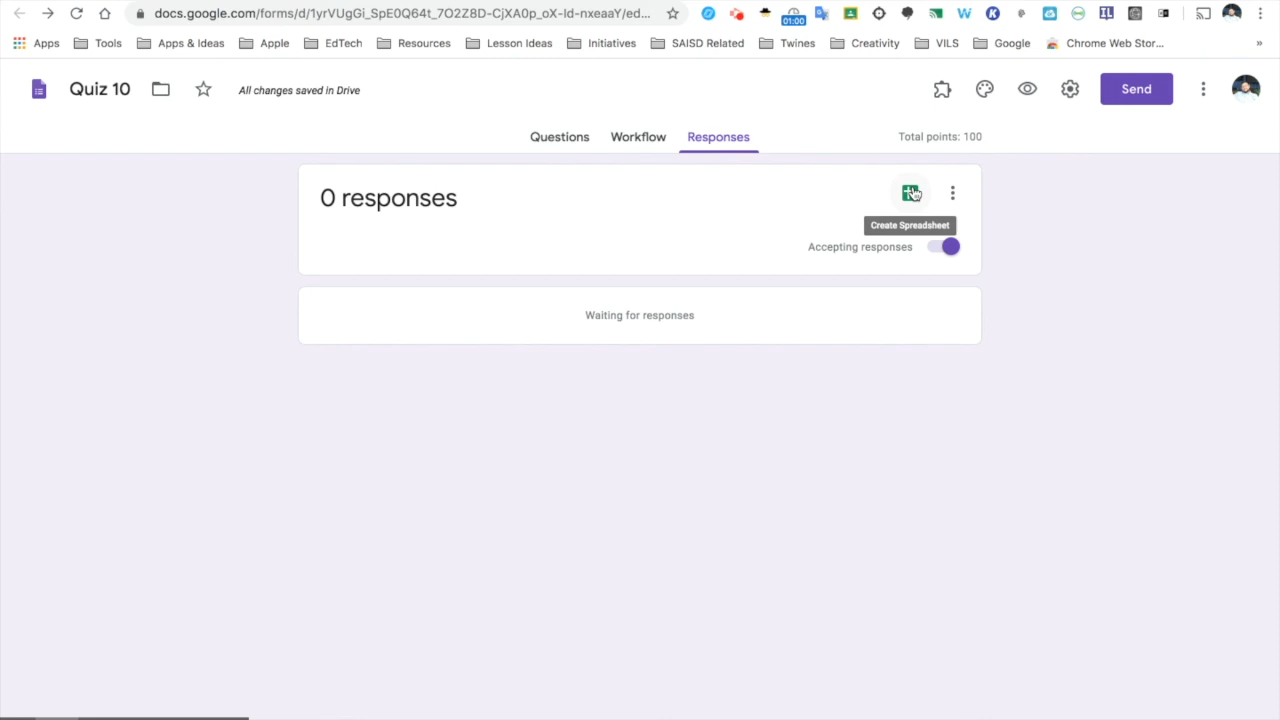 docs.google.com/forms/d/1yrVUgGi_SpE0Q64t_7O2Z8D-CjXA0p_oX-Id-nxeaaY/ed...
01:00
Apps Tools Apps & Ideas Apple EdTech Resources Lesson Ideas Initiatives SAISD Related Twines Creativity VILS Google Chrome Web Stor... »
Quiz 10 All changes saved in Drive Send
Questions Workflow Responses Total points: 100
0 responses
Create Spreadsheet
Accepting responses
Waiting for responses